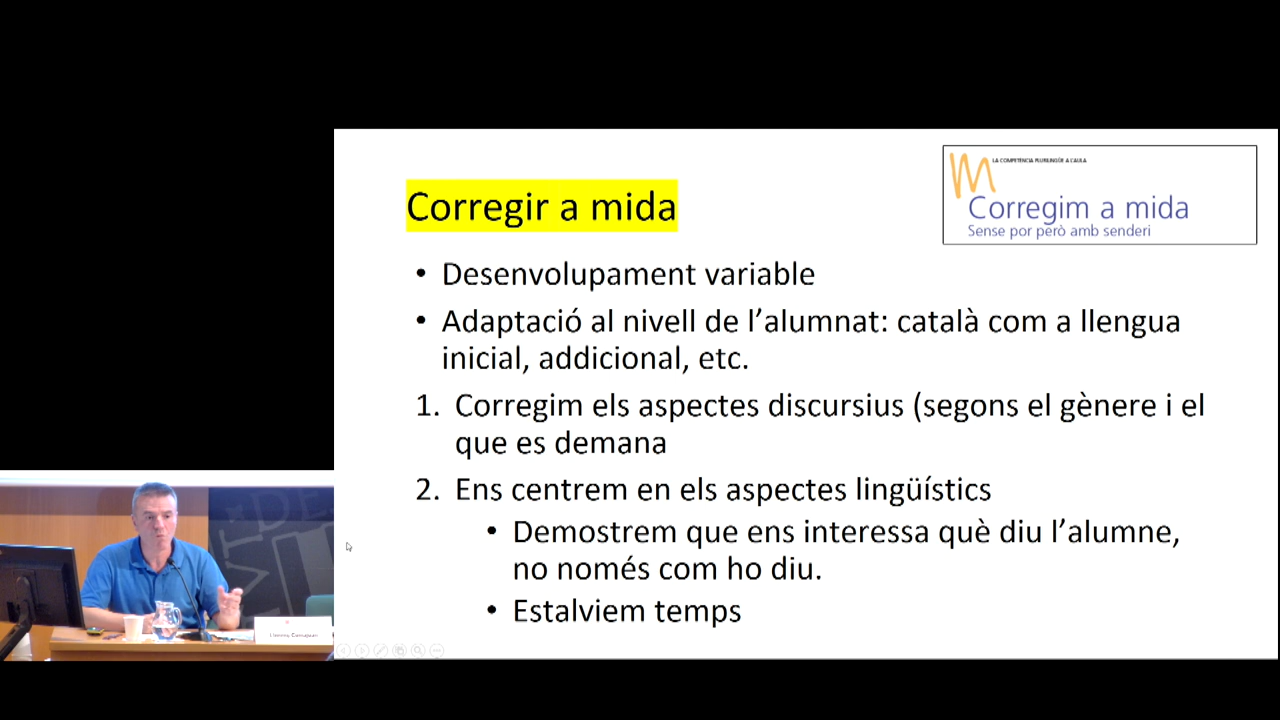 Corregir a mida
LA COMPETÈNCIA PLURILINGÜE A L'AULA
Corregim a mida
Sense por però amb senderi
• Desenvolupament variable
• Adaptació al nivell de l'alumnat: català com a llengua
inicial, addicional, etc.
1. Corregim els aspectes discursius (segons el gènere i el
que es demana
2. Ens centrem en els aspectes lingüístics
• Demostrem que ens interessa què diu l'alumne,
no només com ho diu.
• Estalviem temps